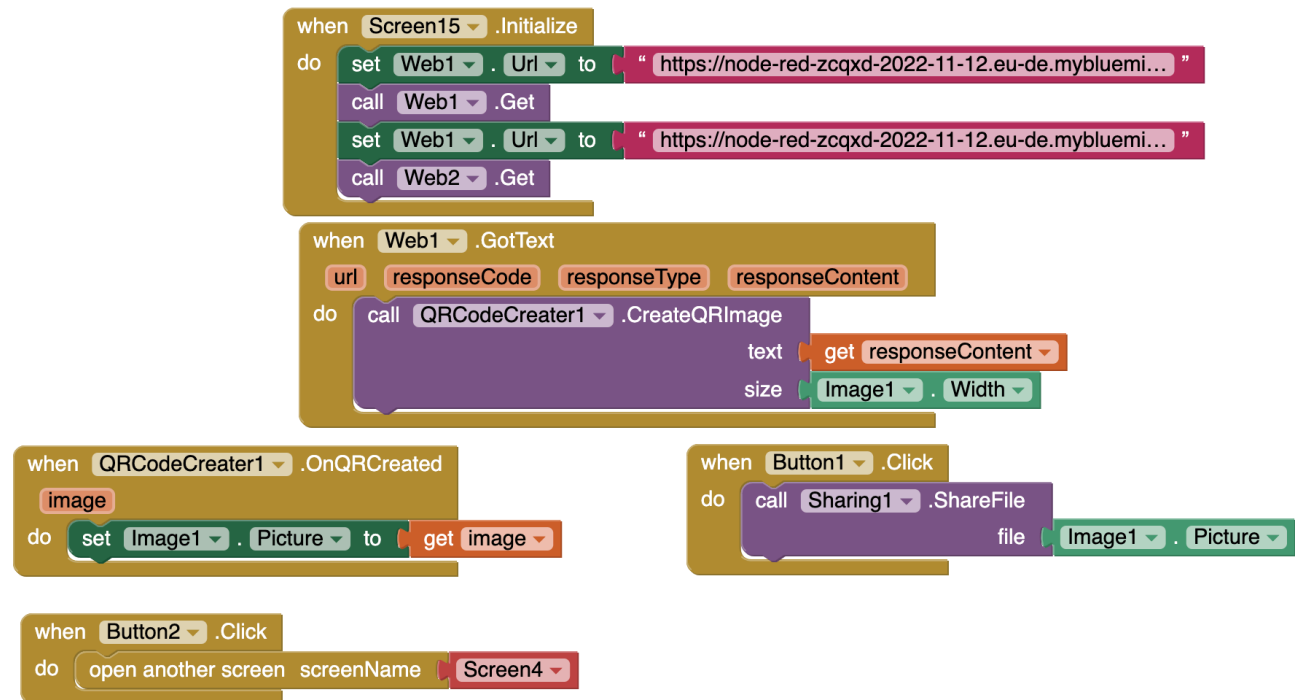 when Screen15 .Initialize
do set Web1 . Url to “ https://node-red-zcqxd-2022-11-12.eu-de.mybluemi... ”
call Web1 .Get
set Web1 . Url to “ https://node-red-zcqxd-2022-11-12.eu-de.mybluemi... ”
call Web2 .Get
when Web1 .GotText
url responseCode responseType responseContent
do call QRCodeCreater1 .CreateQRImage
text get responseContent
size Image1 . Width
when QRCodeCreater1 .OnQRCreated
image
do set Image1 . Picture to get image
when Button1 .Click
do call Sharing1 .ShareFile
file Image1 . Picture
when Button2 .Click
do open another screen screenName Screen4